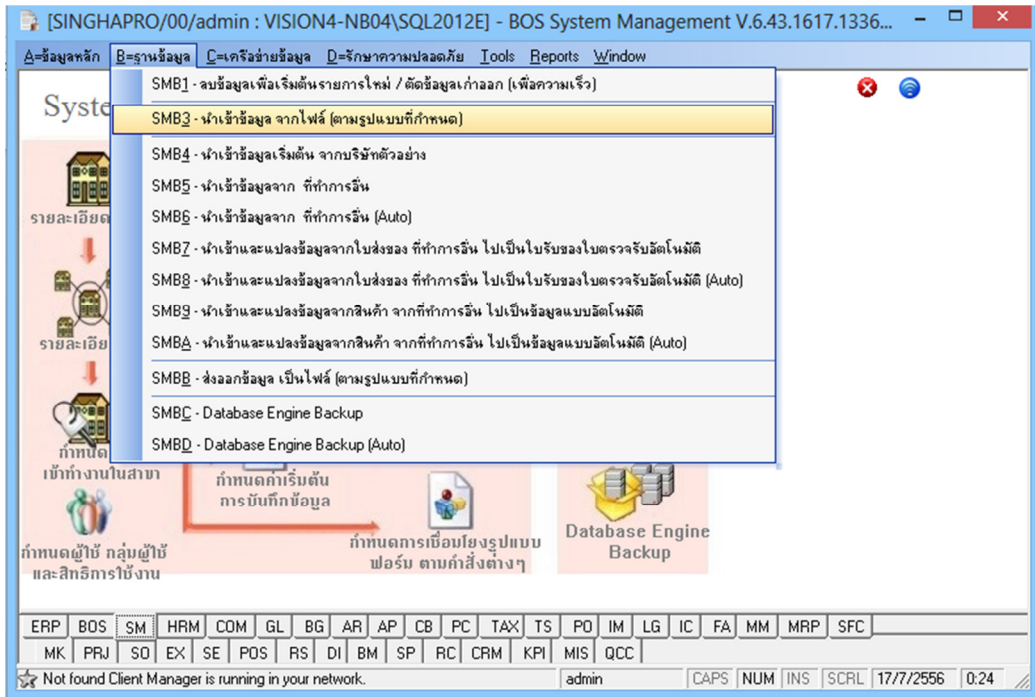 [SINGHAPRO/00/admin : VISION4-NB04\SQL2012E] - BOS System Management V.6.43.1617.1336...
A=ข้อมูลหลัก B=ฐานข้อมูล C=เครือข่ายข้อมูล D=รักษาความปลอดภัย Tools Reports Window
SMB1 - ลบข้อมูลเพื่อเริ่มต้นรายการใหม่ / ตัดข้อมูลเก่าออก (เพื่อความเร็ว)
Syste
SMB3 - นำเข้าข้อมูล จากไฟล์ (ตามรูปแบบที่กำหนด)
SMB4 - นำเข้าข้อมูลเริ่มต้น จากบริษัทตัวอย่าง
SMB5 - นำเข้าข้อมูลจาก ที่ทำการอื่น
SMB6 - นำเข้าข้อมูลจาก ที่ทำการอื่น (Auto)
รายละเอียด
SMB7 - นำเข้าและแปลงข้อมูลจากใบส่งของ ที่ทำการอื่น ไปเป็นใบรับของใบตรวจรับอัตโนมัติ
SMB8 - นำเข้าและแปลงข้อมูลจากใบส่งของ ที่ทำการอื่น ไปเป็นใบรับของใบตรวจรับอัตโนมัติ (Auto)
SMB9 - นำเข้าและแปลงข้อมูลจากสินค้า จากที่ทำการอื่น ไปเป็นข้อมูลแบบอัตโนมัติ
SMBA - นำเข้าและแปลงข้อมูลจากสินค้า จากที่ทำการอื่น ไปเป็นข้อมูลแบบอัตโนมัติ (Auto)
รายละเอีย
SMBB - ส่งออกข้อมูล เป็นไฟล์ (ตามรูปแบบที่กำหนด)
SMBC - Database Engine Backup
SMBD - Database Engine Backup (Auto)
กำหนด
เข้าทำงานในสาขา
กำหนดค่าเริ่มต้น
การบันทึกข้อมูล
กำหนดการเชื่อมโยงรูปแบบ
ฟอร์ม ตามคำสั่งต่างๆ
Database Engine
Backup
กำหนดผู้ใช้ กลุ่มผู้ใช้
และสิทธิการใช้งาน
ERP BOS SM HRM COM GL BG AR AP CB PC TAX TS PO IM LG IC FA MM MRP SFC
MK PRJ SO EX SE POS RS DI BM SP RC CRM KPI MIS QCC
Not found Client Manager is running in your network. admin CAPS NUM INS SCRL 17/7/2556 0:24